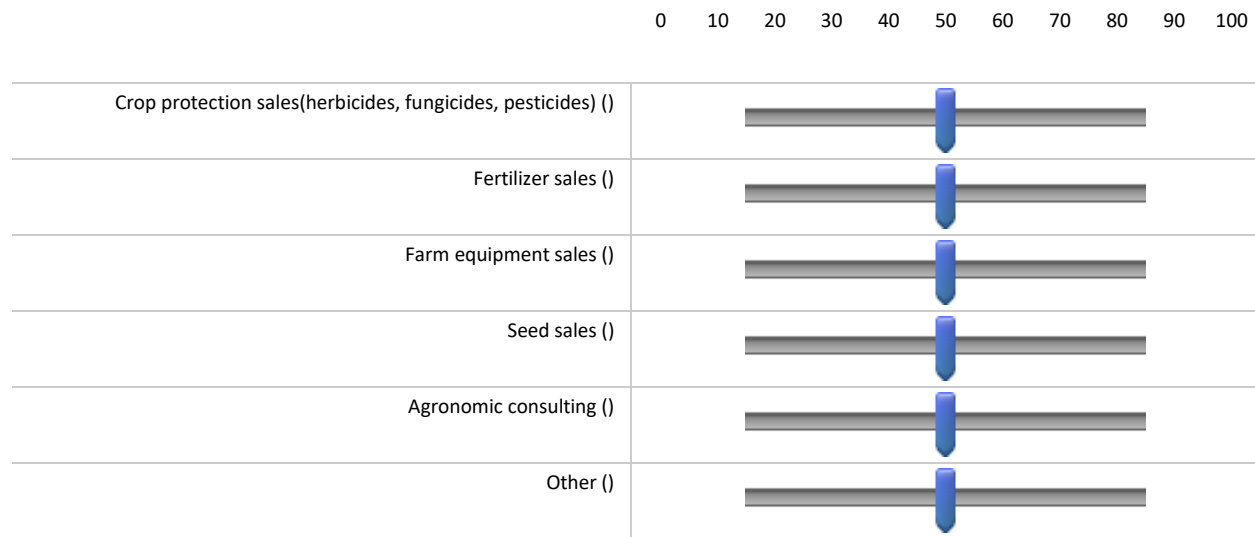 0 10 20 30 40 50 60 70 80 90 100
Crop protection sales(herbicides, fungicides, pesticides) ()
Fertilizer sales ()
Farm equipment sales ()
Seed sales ()
Agronomic consulting ()
Other ()